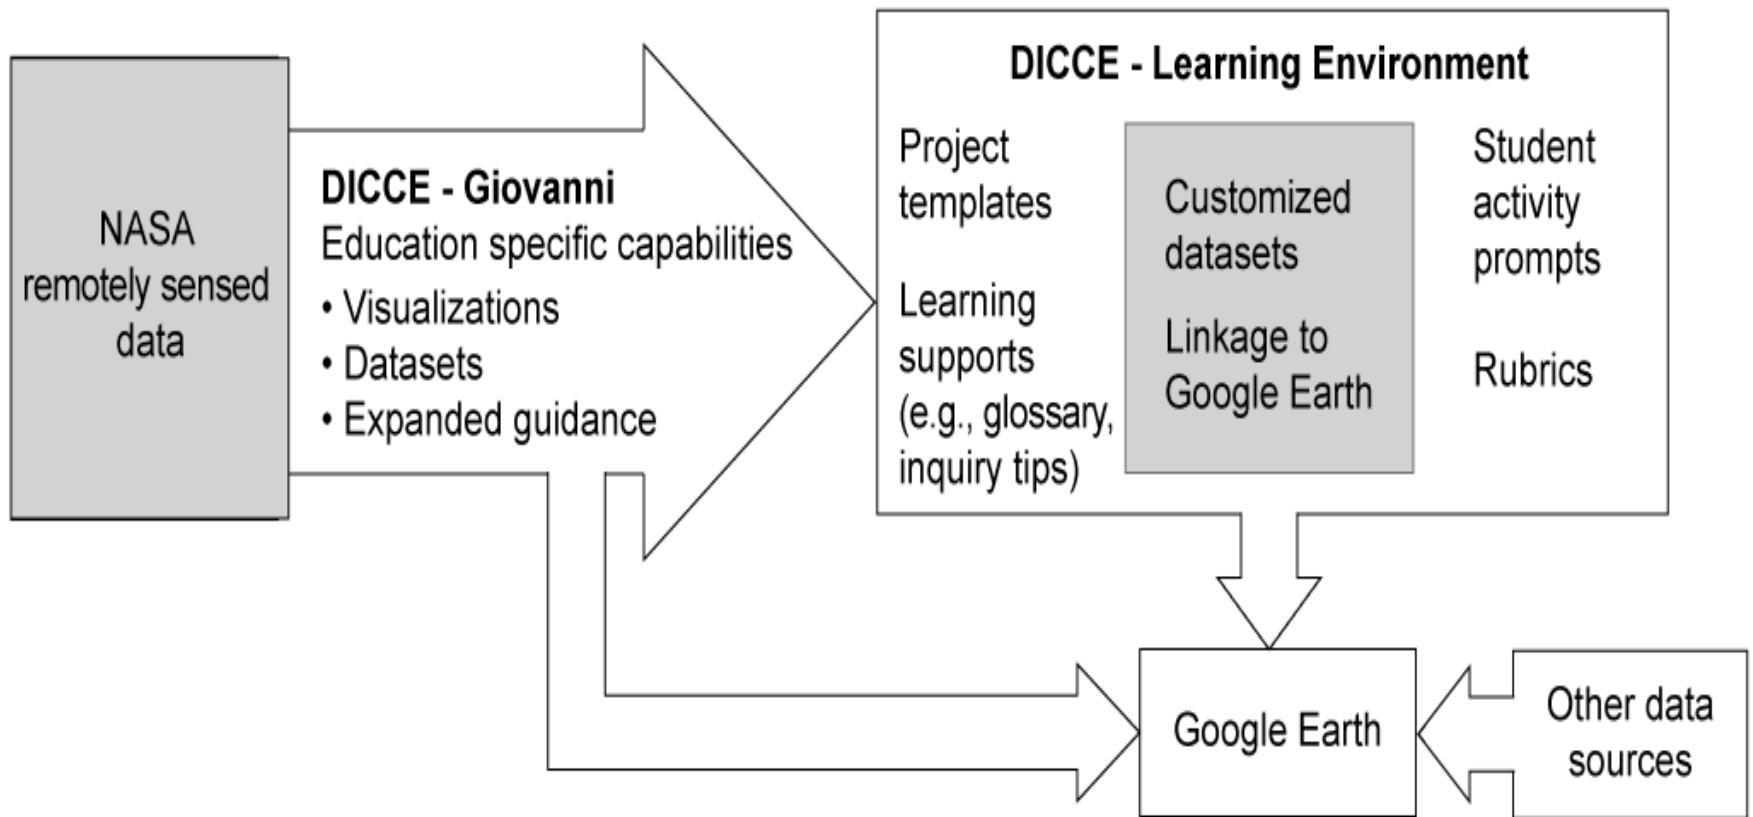 NASA
remotely sensed
data
DICCE - Giovanni
Education specific capabilities
• Visualizations
• Datasets
• Expanded guidance
DICCE - Learning Environment
Project
templates
Learning
supports
(e.g., glossary,
inquiry tips)
Customized
datasets
Linkage to
Google Earth
Student
activity
prompts
Rubrics
Google Earth
Other data
sources